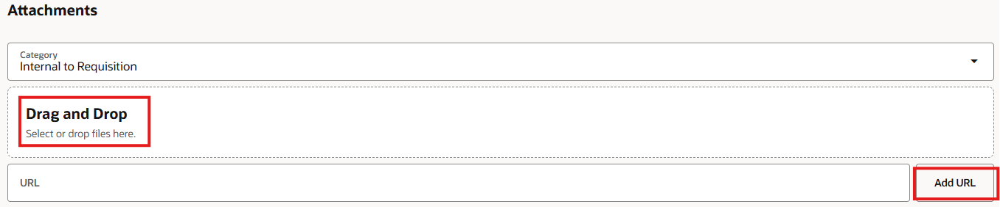 Attachments
Category
Internal to Requisition
Drag and Drop
Select or drop files here.
URL
Add URL